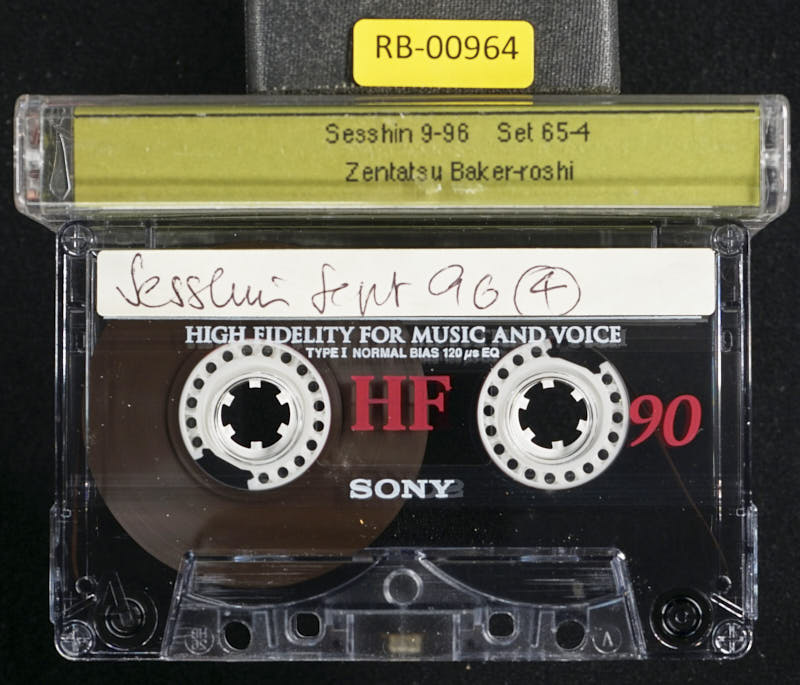 RB-00964
Sesshin 9-96 Set 65-4
Zentatsu Baker-roshi
Sesshin Sept 96 (4)
HIGH FIDELITY FOR MUSIC AND VOICE
TYPE I NORMAL BIAS 120 µs EQ
HF
90
SONY
A